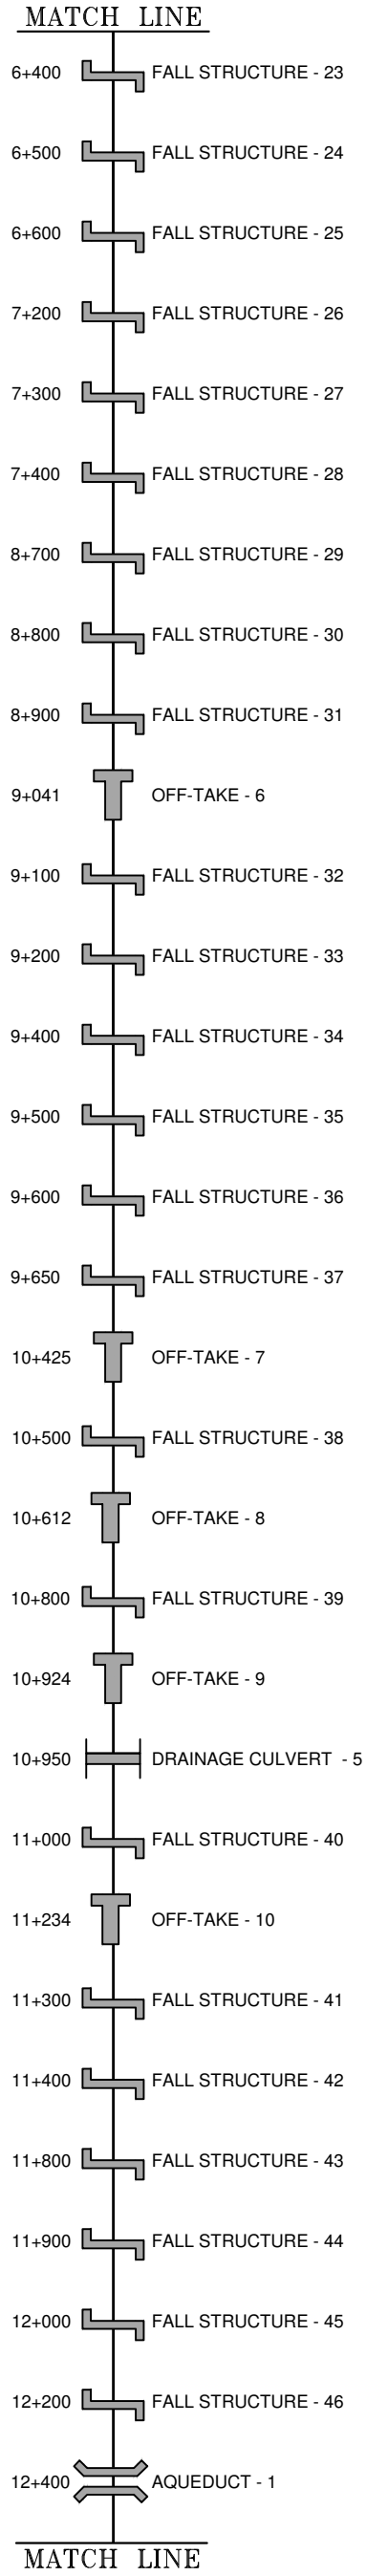 MATCH LINE
6+400 FALL STRUCTURE - 23
6+500 FALL STRUCTURE - 24
6+600 FALL STRUCTURE - 25
7+200 FALL STRUCTURE - 26
7+300 FALL STRUCTURE - 27
7+400 FALL STRUCTURE - 28
8+700 FALL STRUCTURE - 29
8+800 FALL STRUCTURE - 30
8+900 FALL STRUCTURE - 31
9+041 OFF-TAKE - 6
9+100 FALL STRUCTURE - 32
9+200 FALL STRUCTURE - 33
9+400 FALL STRUCTURE - 34
9+500 FALL STRUCTURE - 35
9+600 FALL STRUCTURE - 36
9+650 FALL STRUCTURE - 37
10+425 OFF-TAKE - 7
10+500 FALL STRUCTURE - 38
10+612 OFF-TAKE - 8
10+800 FALL STRUCTURE - 39
10+924 OFF-TAKE - 9
10+950 DRAINAGE CULVERT - 5
11+000 FALL STRUCTURE - 40
11+234 OFF-TAKE - 10
11+300 FALL STRUCTURE - 41
11+400 FALL STRUCTURE - 42
11+800 FALL STRUCTURE - 43
11+900 FALL STRUCTURE - 44
12+000 FALL STRUCTURE - 45
12+200 FALL STRUCTURE - 46
12+400 AQUEDUCT - 1
MATCH LINE